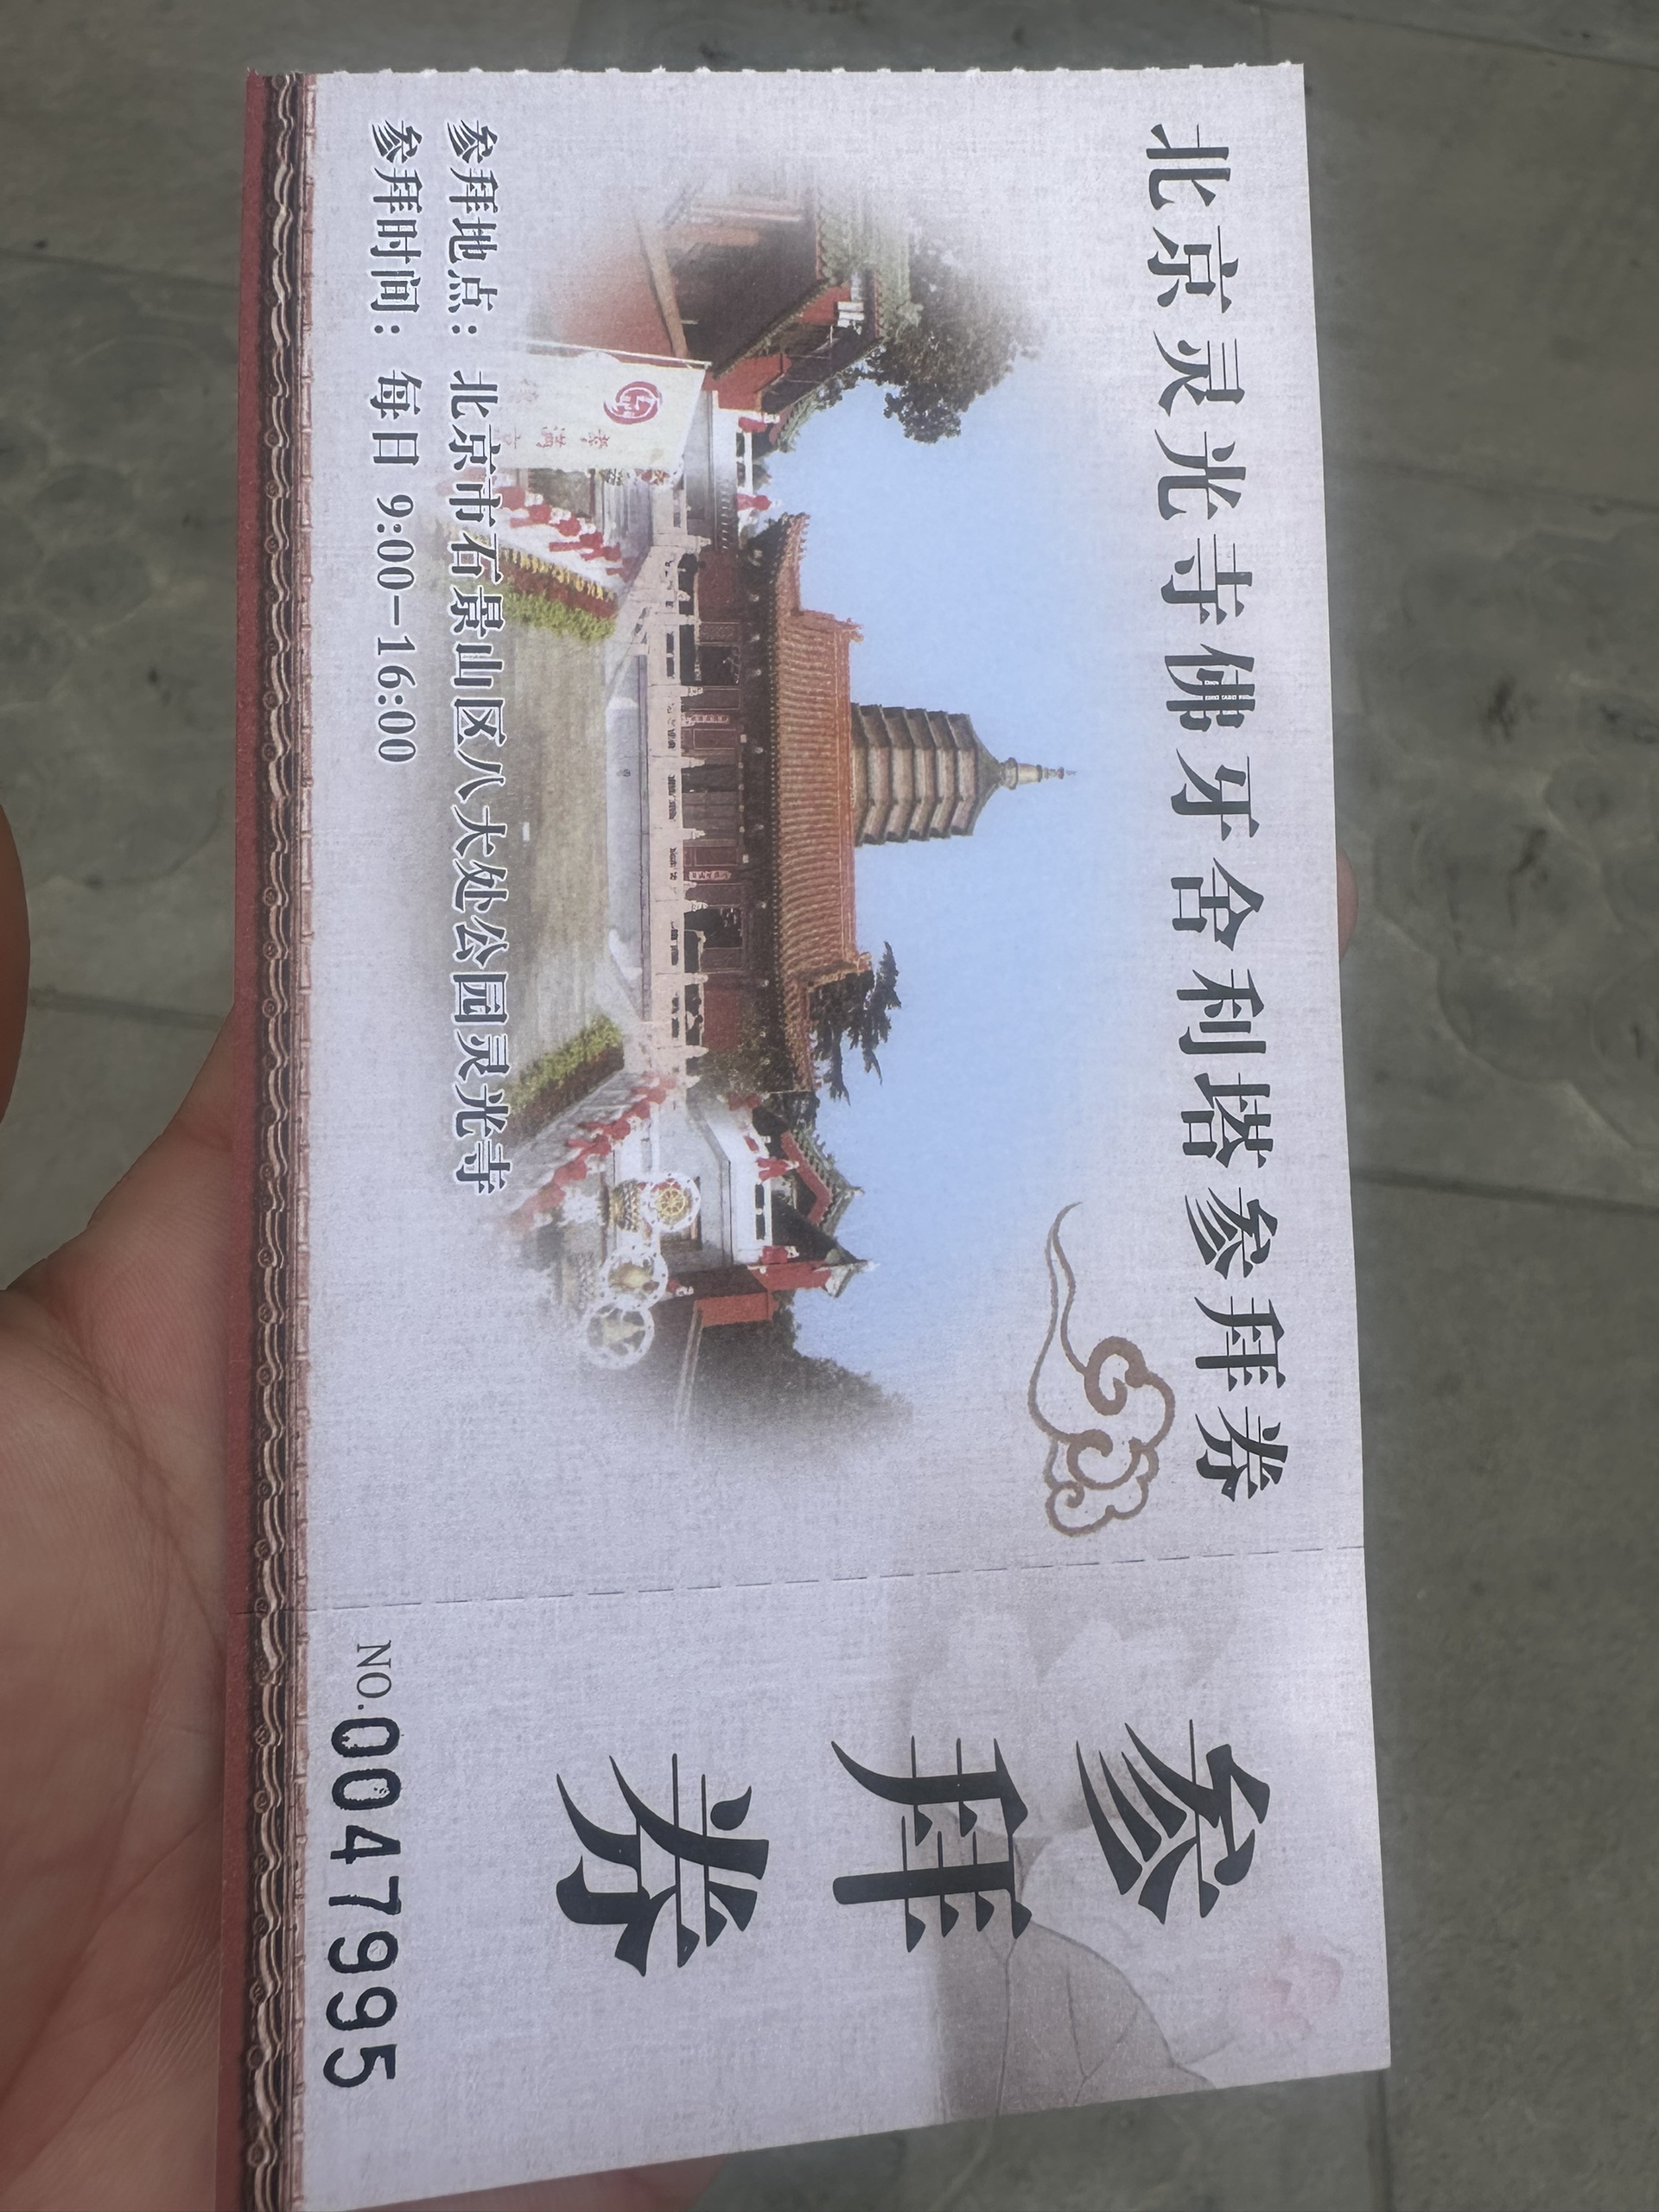 北京灵光寺佛牙舍利塔参拜券
参拜地点：北京市石景山区八大处公园灵光寺
参拜时间：每日 9:00—16:00
参拜券
NO.0047995